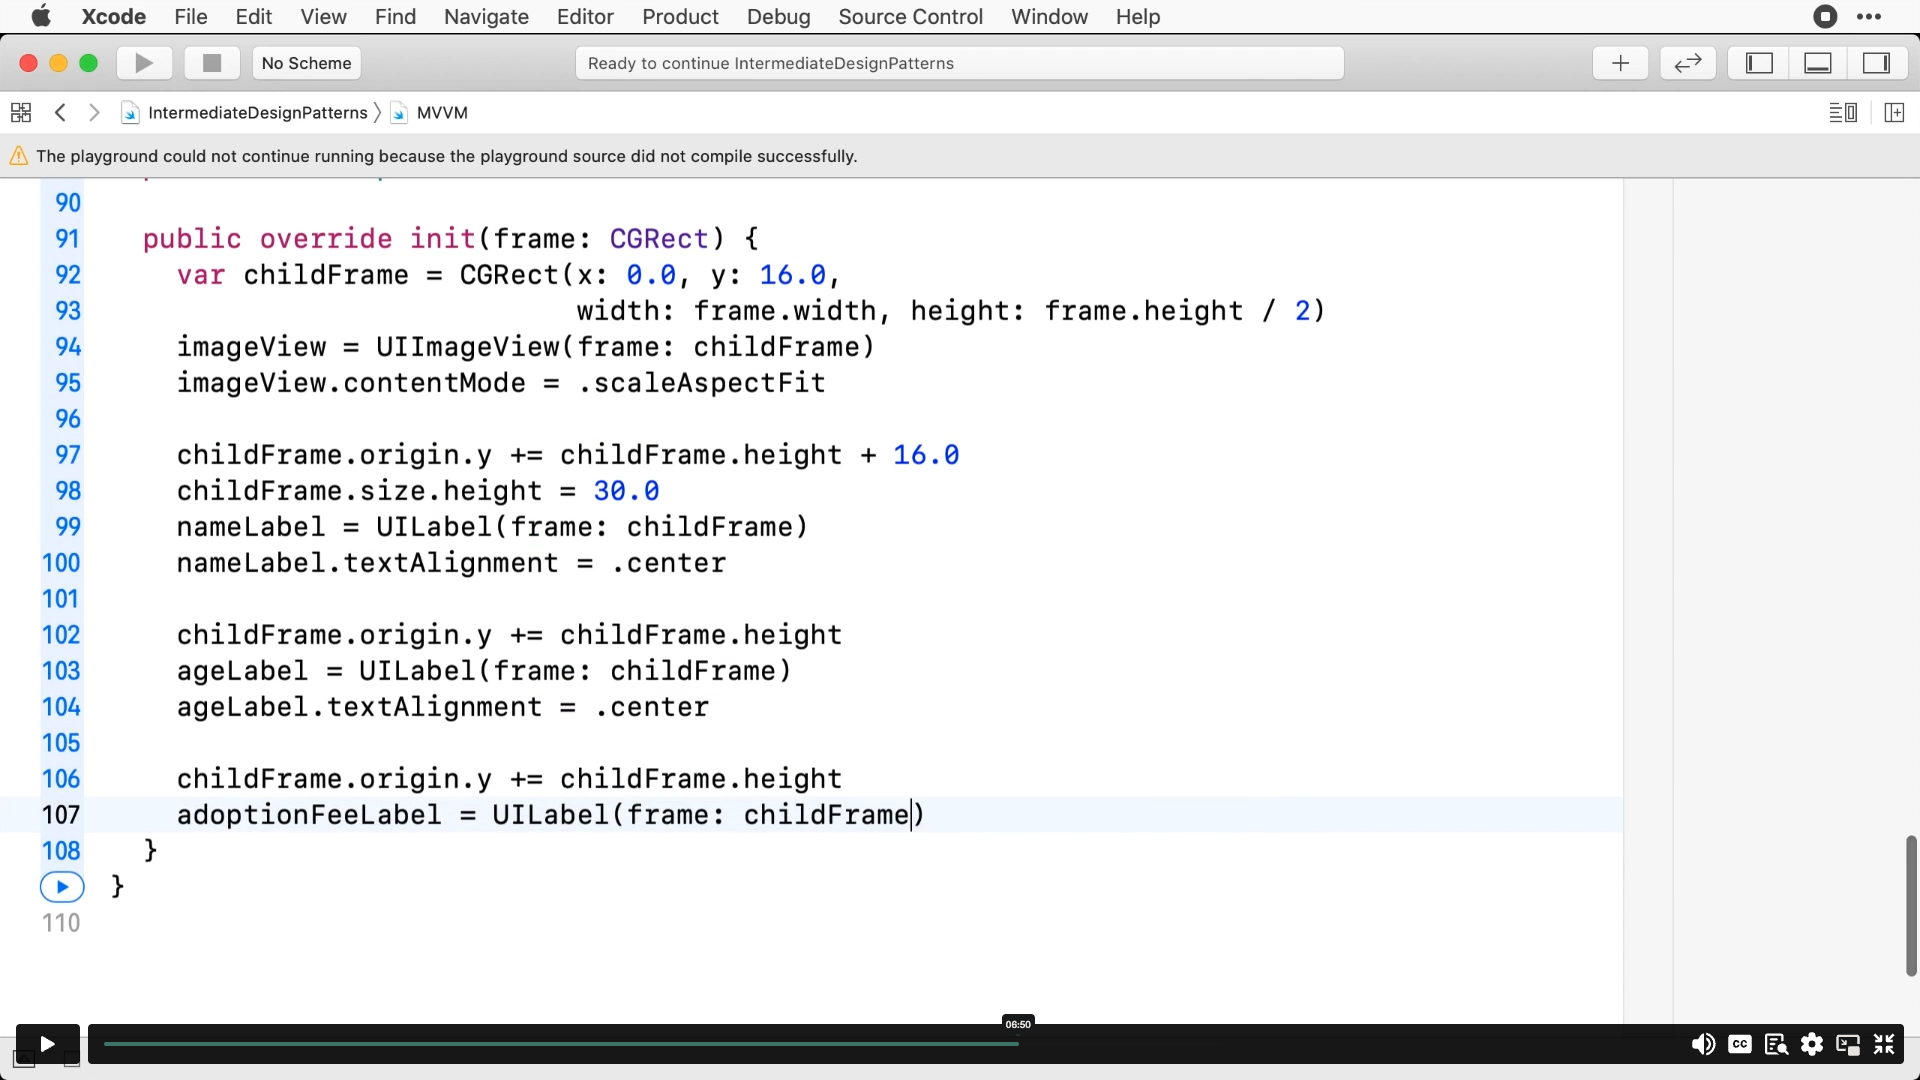 Xcode File Edit View Find Navigate Editor Product Debug Source Control Window Help
No Scheme
Ready to continue IntermediateDesignPatterns
IntermediateDesignPatterns MVVM
The playground could not continue running because the playground source did not compile successfully.
90
91 public override init(frame: CGRect) {
92 var childFrame = CGRect(x: 0.0, y: 16.0,
93 width: frame.width, height: frame.height / 2)
94 imageView = UIImageView(frame: childFrame)
95 imageView.contentMode = .scaleAspectFit
96
97 childFrame.origin.y += childFrame.height + 16.0
98 childFrame.size.height = 30.0
99 nameLabel = UILabel(frame: childFrame)
100 nameLabel.textAlignment = .center
101
102 childFrame.origin.y += childFrame.height
103 ageLabel = UILabel(frame: childFrame)
104 ageLabel.textAlignment = .center
105
106 childFrame.origin.y += childFrame.height
107 adoptionFeeLabel = UILabel(frame: childFrame)
108 }
}
110
06:50
CC